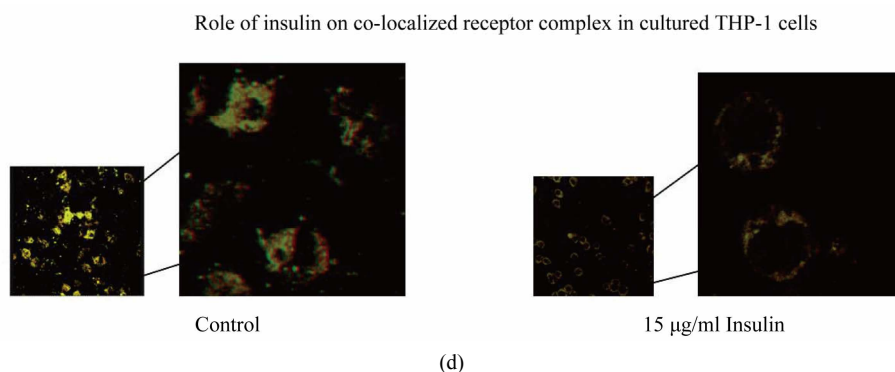 Role of insulin on co-localized receptor complex in cultured THP-1 cells
Control
15 μg/ml Insulin
(d)